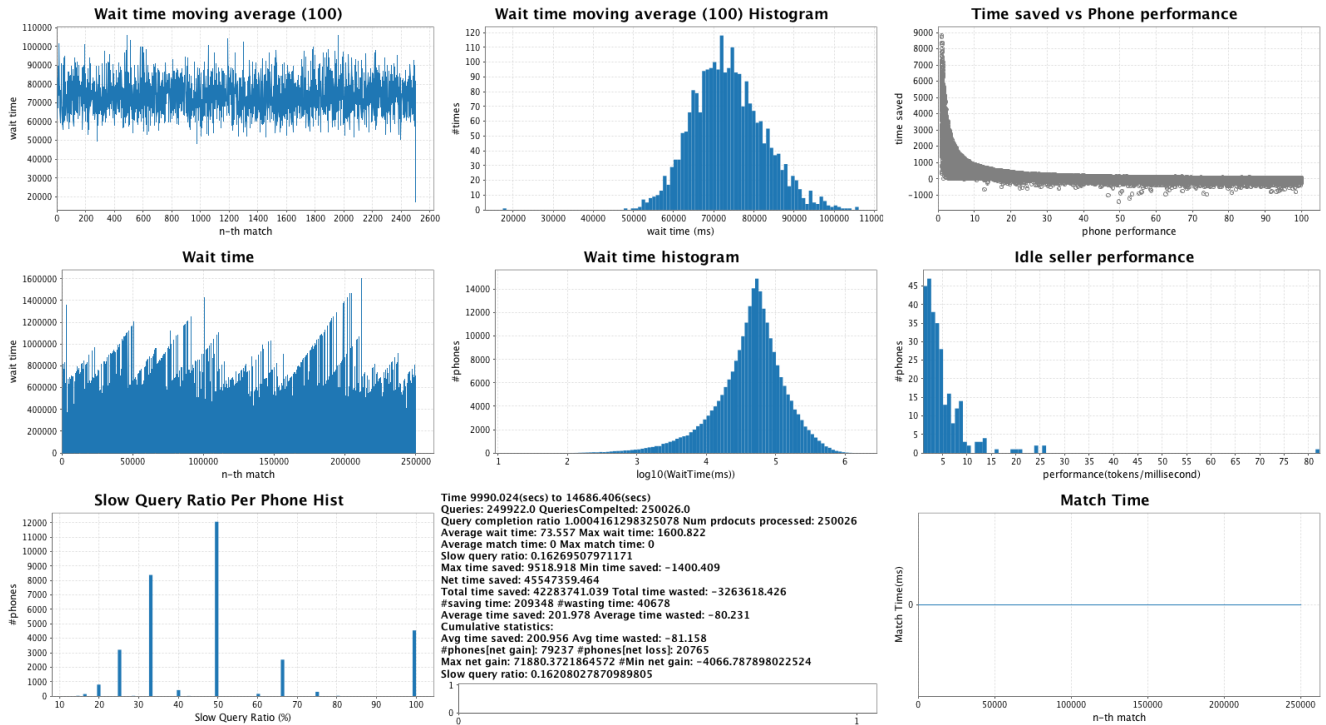 Wait time moving average (100)
wait time
110000
100000
90000
80000
70000
60000
50000
40000
30000
20000
0 200 400 600 800 1000 1200 1400 1600 1800 2000 2200 2400 2600
n-th match
Wait time moving average (100) Histogram
#times
120
110
100
90
80
70
60
50
40
30
20
10
0
20000 30000 40000 50000 60000 70000 80000 90000 100000 11000
wait time (ms)
Time saved vs Phone performance
time saved
9000
8000
7000
6000
5000
4000
3000
2000
1000
0
-1000
0 10 20 30 40 50 60 70 80 90 100
phone performance
Wait time
wait time
1600000
1400000
1200000
1000000
800000
600000
400000
200000
0
0 50000 100000 150000 200000 250000
n-th match
Wait time histogram
#phones
14000
12000
10000
8000
6000
4000
2000
0
1 2 3 4 5 6
log10(WaitTime(ms))
Idle seller performance
#phones
45
40
35
30
25
20
15
10
5
0
5 10 15 20 25 30 35 40 45 50 55 60 65 70 75 80
performance(tokens/millisecond)
Slow Query Ratio Per Phone Hist
#phones
12000
11000
10000
9000
8000
7000
6000
5000
4000
3000
2000
1000
0
10 20 30 40 50 60 70 80 90 100
Slow Query Ratio (%)
Time 9990.024(secs) to 14686.406(secs)
Queries: 249922.0 QueriesCompelted: 250026.0
Query completion ratio 1.0004161298325078 Num prdocuts processed: 250026
Average wait time: 73.557 Max wait time: 1600.822
Average match time: 0 Max match time: 0
Slow query ratio: 0.16269507971171
Max time saved: 9518.918 Min time saved: -1400.409
Net time saved: 45547359.464
Total time saved: 42283741.039 Total time wasted: -3263618.426
#saving time: 209348 #wasting time: 40678
Average time saved: 201.978 Average time wasted: -80.231
Cumulative statistics:
Avg time saved: 200.956 Avg time wasted: -81.158
#phones[net gain]: 79237 #phones[net loss]: 20765
Max net gain: 71880.3721864572 #Min net gain: -4066.787898022524
Slow query ratio: 0.16208027870989805
1
0
0 1
Match Time
Match Time(ms)
0
0 50000 100000 150000 200000 250000
n-th match